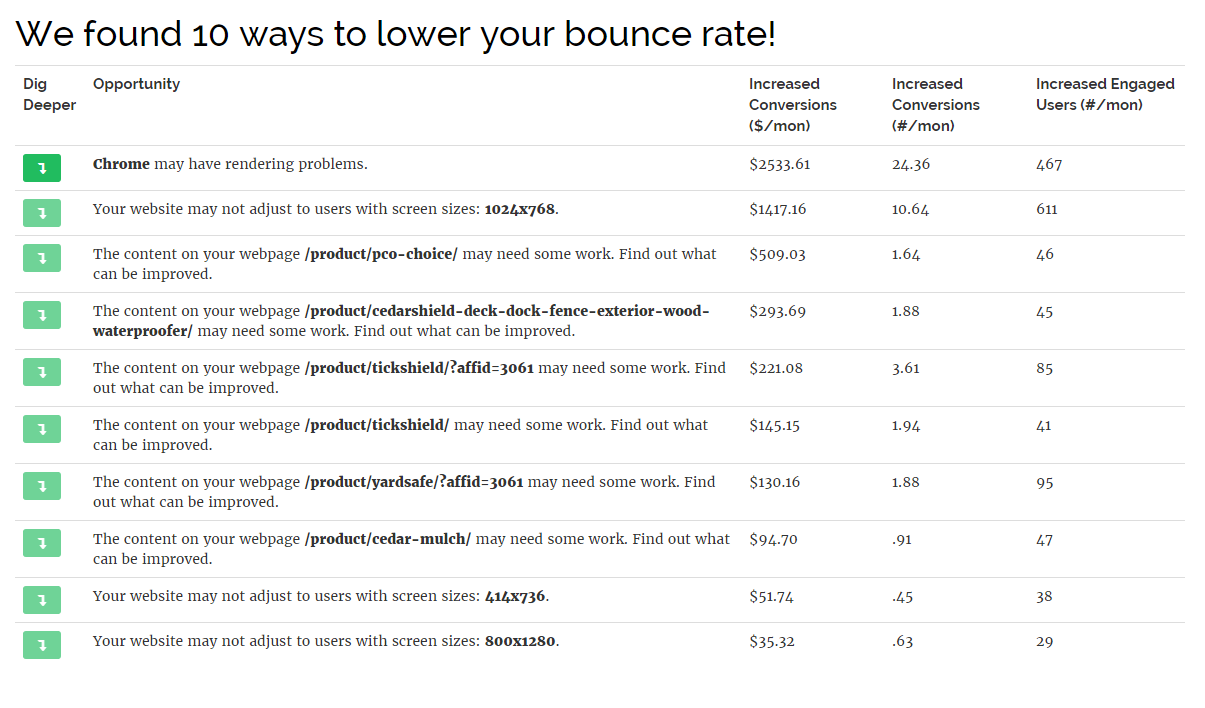 We found 10 ways to lower your bounce rate!
Dig Deeper Opportunity Increased Conversions ($/mon) Increased Conversions (#/mon) Increased Engaged Users (#/mon)
Chrome may have rendering problems. $2533.61 24.36 467
Your website may not adjust to users with screen sizes: 1024x768. $1417.16 10.64 611
The content on your webpage /product/pco-choice/ may need some work. Find out what $509.03 1.64 46
can be improved.
The content on your webpage /product/cedarshield-deck-dock-fence-exterior-wood- $293.69 1.88 45
waterproofer/ may need some work. Find out what can be improved.
The content on your webpage /product/tickshield/?affid=3061 may need some work. Find $221.08 3.61 85
out what can be improved.
The content on your webpage /product/tickshield/ may need some work. Find out what $145.15 1.94 41
can be improved.
The content on your webpage /product/yardsafe/?affid=3061 may need some work. Find $130.16 1.88 95
out what can be improved.
The content on your webpage /product/cedar-mulch/ may need some work. Find out what $94.70 .91 47
can be improved.
Your website may not adjust to users with screen sizes: 414x736. $51.74 .45 38
Your website may not adjust to users with screen sizes: 800x1280. $35.32 .63 29